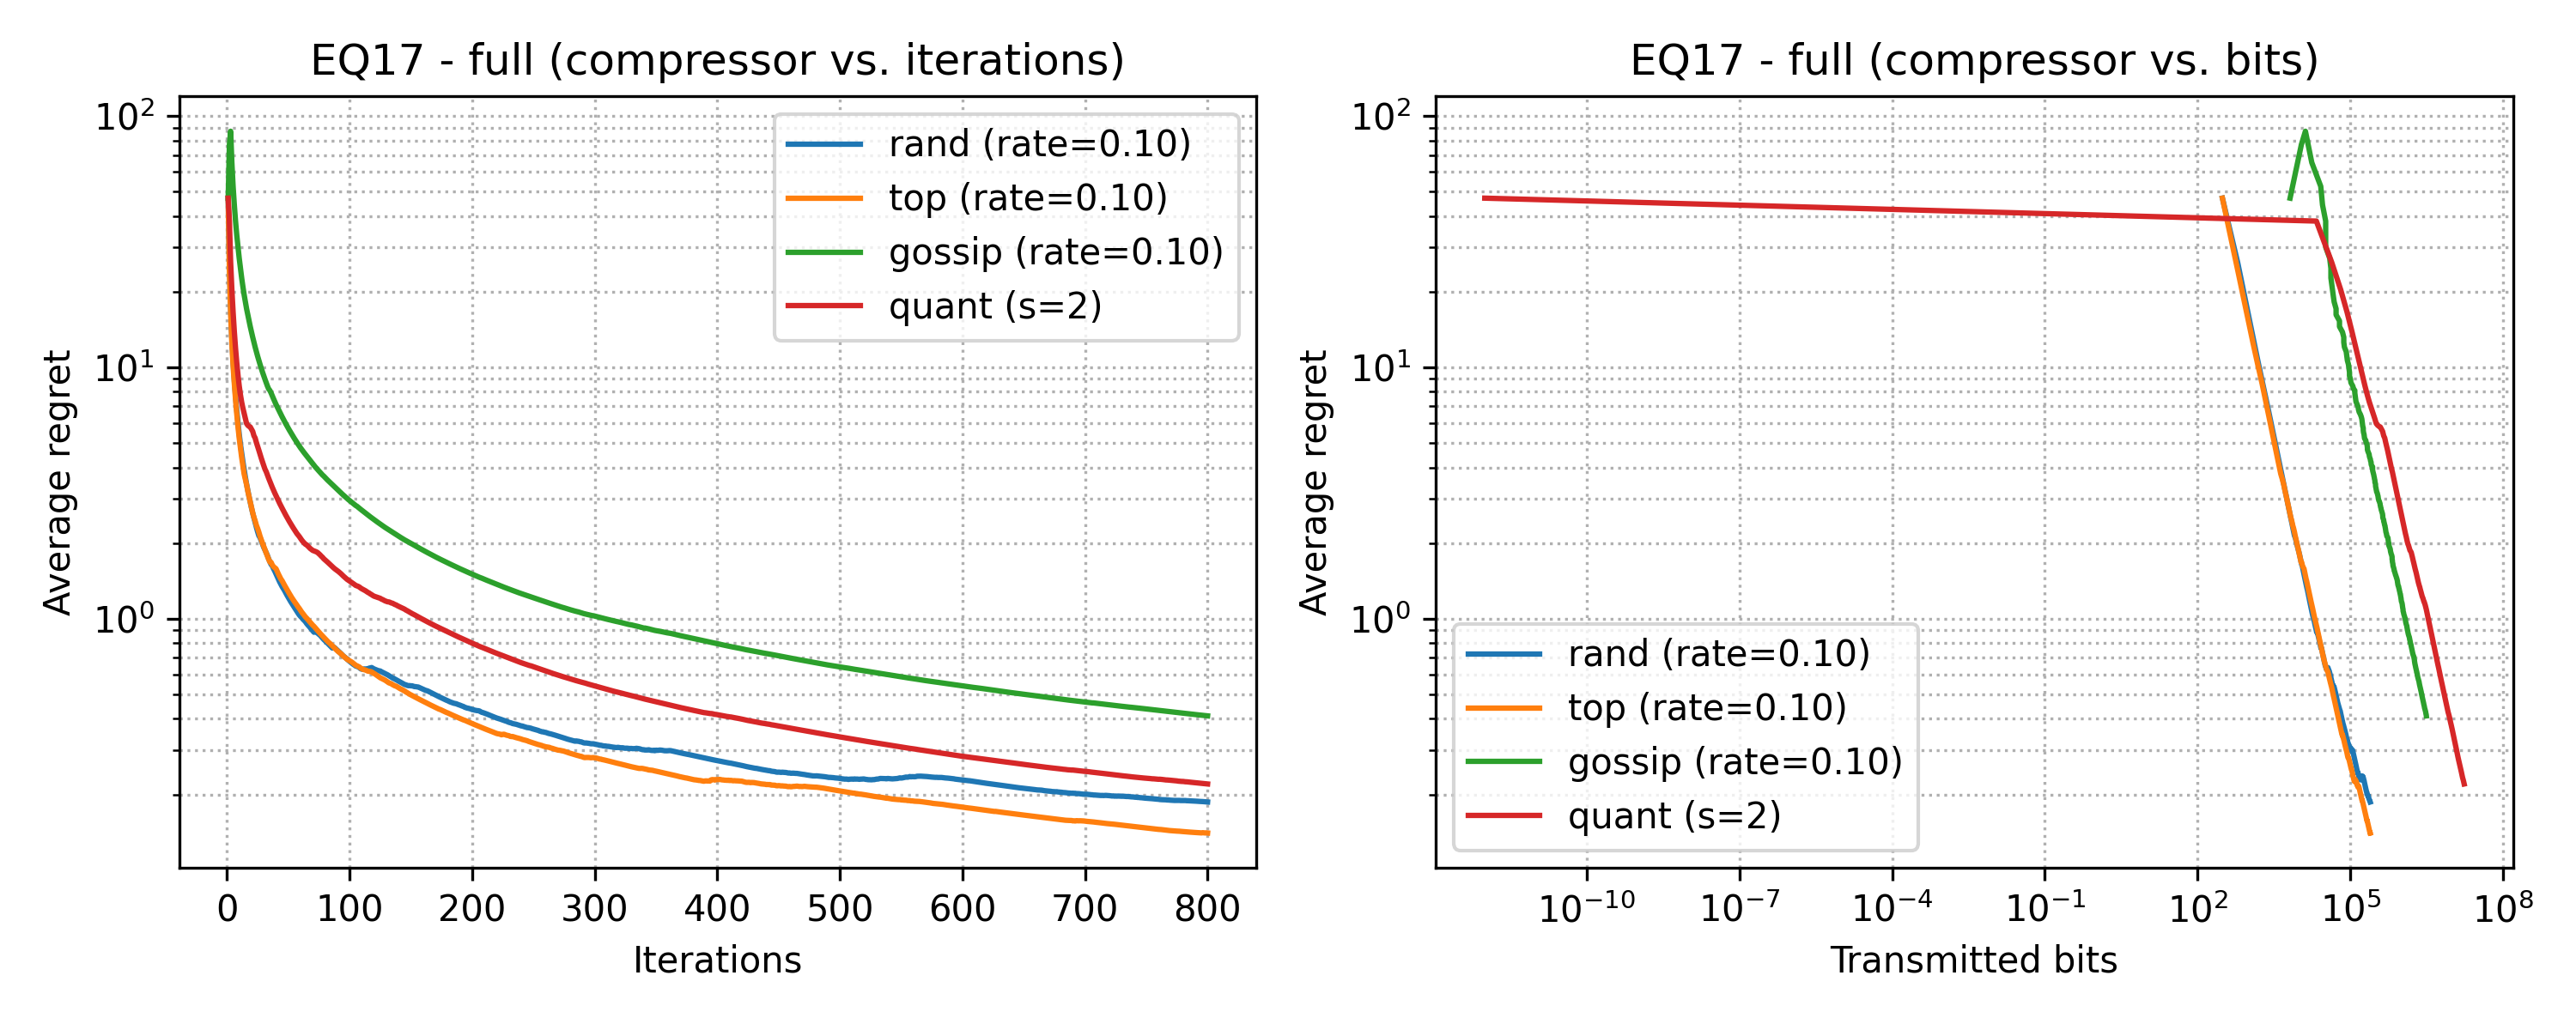 EQ17 - full (compressor vs. iterations)
Average regret
10²
10¹
10⁰
rand (rate=0.10)
top (rate=0.10)
gossip (rate=0.10)
quant (s=2)
0 100 200 300 400 500 600 700 800
Iterations
EQ17 - full (compressor vs. bits)
Average regret
10²
10¹
10⁰
rand (rate=0.10)
top (rate=0.10)
gossip (rate=0.10)
quant (s=2)
10⁻¹⁰ 10⁻⁷ 10⁻⁴ 10⁻¹ 10² 10⁵ 10⁸
Transmitted bits